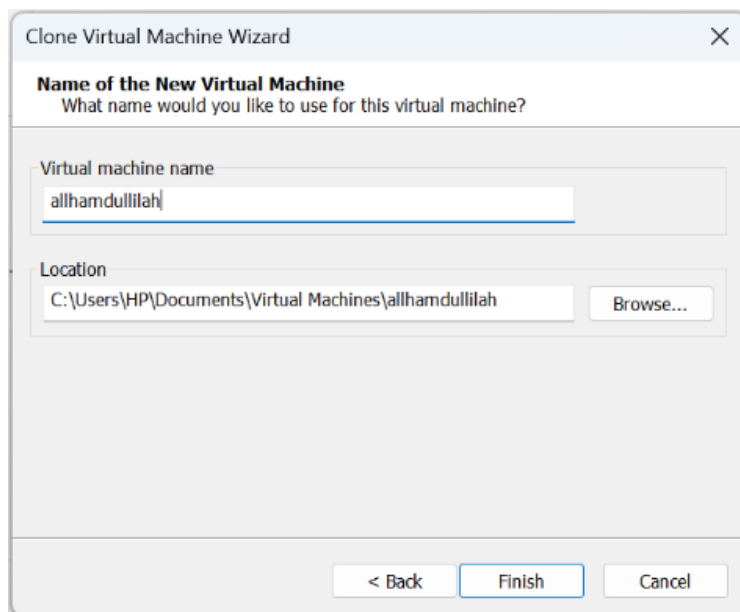 Clone Virtual Machine Wizard
Name of the New Virtual Machine
What name would you like to use for this virtual machine?
Virtual machine name
allhamdullilah
Location
C:\Users\HP\Documents\Virtual Machines\allhamdullilah
Browse...
< Back
Finish
Cancel